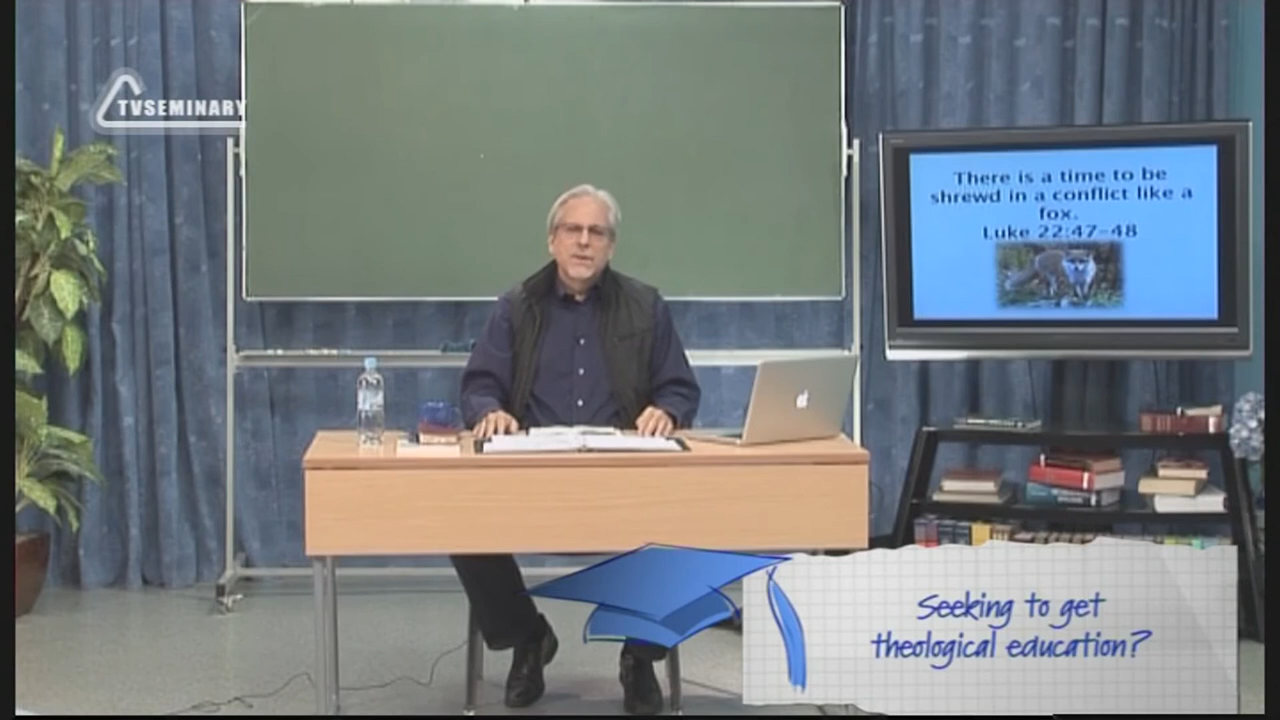 TVSEMINARY
There is a time to be
shrewd in a conflict like a
fox.
Luke 22:47-48
Seeking to get
theological education?